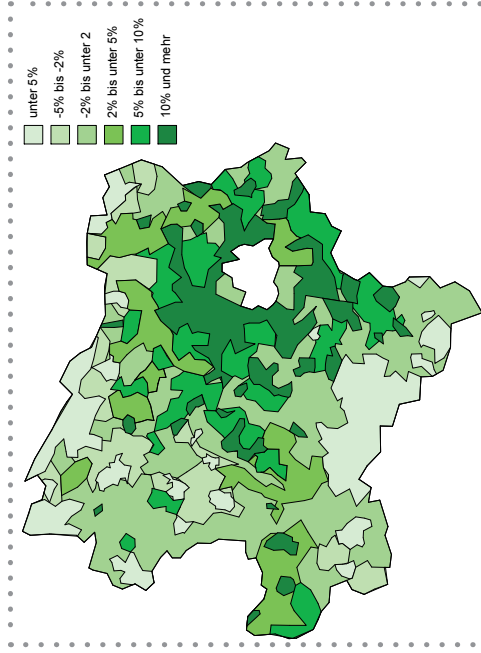 unter 5%
-5% bis -2%
-2% bis unter 2
2% bis unter 5%
5% bis unter 10%
10% und mehr